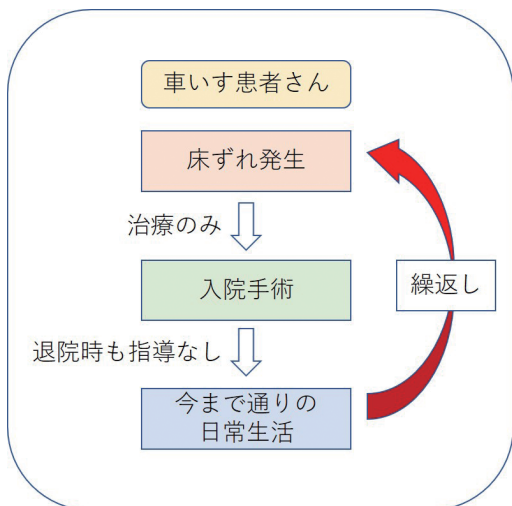 車いす患者さん
床ずれ発生
治療のみ
入院手術
繰返し
退院時も指導なし
今まで通りの
日常生活